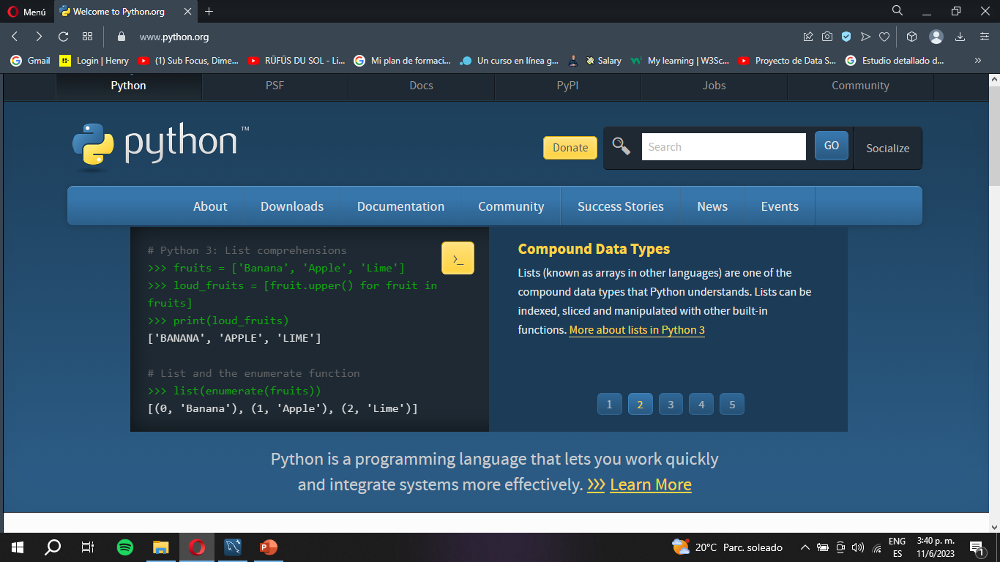 Menú
Welcome to Python.org
www.python.org
Gmail
Login | Henry
(1) Sub Focus, Dime...
RÜFÜS DU SOL - Li...
Mi plan de formaci...
Un curso en línea g...
Salary
My learning | W3Sc...
Proyecto de Data S...
Estudio detallado d...
Python
PSF
Docs
PyPI
Jobs
Community
python™
Donate
Search
GO
Socialize
About
Downloads
Documentation
Community
Success Stories
News
Events
# Python 3: List comprehensions
>>> fruits = ['Banana', 'Apple', 'Lime']
>>> loud_fruits = [fruit.upper() for fruit in
fruits]
>>> print(loud_fruits)
['BANANA', 'APPLE', 'LIME']
# List and the enumerate function
>>> list(enumerate(fruits))
[(0, 'Banana'), (1, 'Apple'), (2, 'Lime')]
>_
Compound Data Types
Lists (known as arrays in other languages) are one of the
compound data types that Python understands. Lists can be
indexed, sliced and manipulated with other built-in
functions. More about lists in Python 3
1 2 3 4 5
Python is a programming language that lets you work quickly
and integrate systems more effectively. >>> Learn More
20°C Parc. soleado
ENG
ES
3:40 p. m.
11/6/2023
1